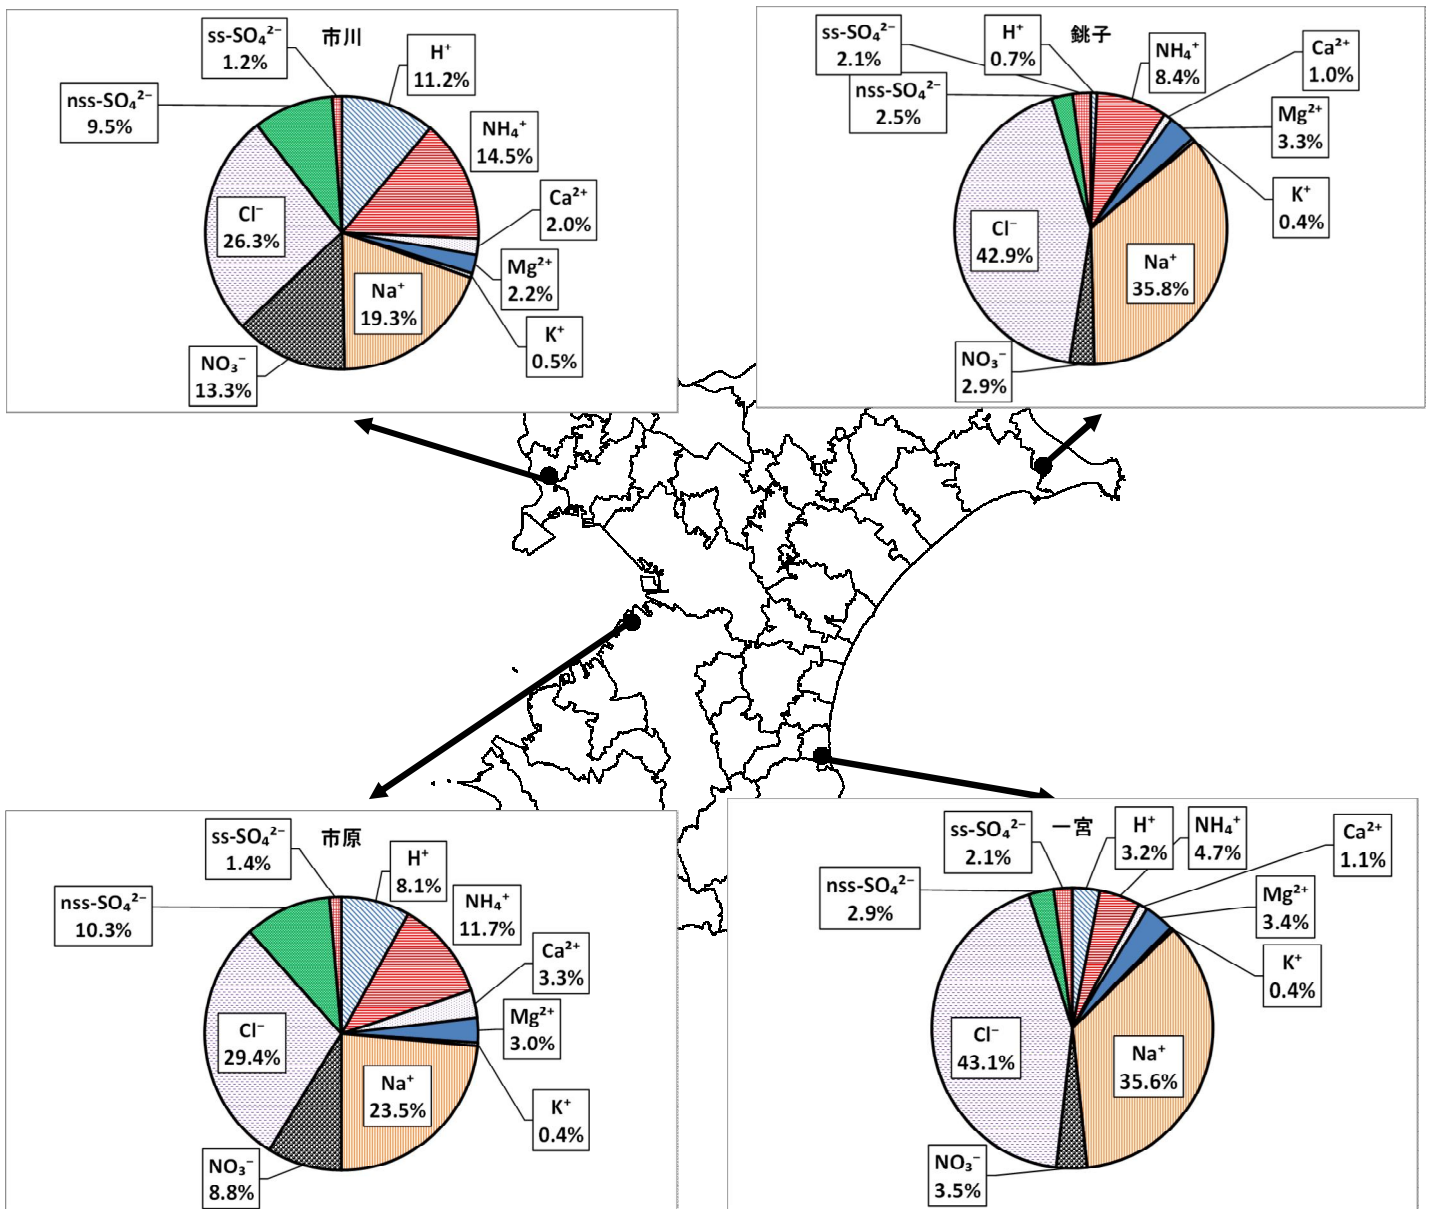 市川
ss-SO₄²⁻
1.2%
H⁺
11.2%
nss-SO₄²⁻
9.5%
NH₄⁺
14.5%
Ca²⁺
2.0%
Cl⁻
26.3%
Mg²⁺
2.2%
Na⁺
19.3%
K⁺
0.5%
NO₃⁻
13.3%
銚子
ss-SO₄²⁻
2.1%
H⁺
0.7%
NH₄⁺
8.4%
Ca²⁺
1.0%
nss-SO₄²⁻
2.5%
Mg²⁺
3.3%
K⁺
0.4%
Cl⁻
42.9%
Na⁺
35.8%
NO₃⁻
2.9%
市原
ss-SO₄²⁻
1.4%
H⁺
8.1%
nss-SO₄²⁻
10.3%
NH₄⁺
11.7%
Ca²⁺
3.3%
Cl⁻
29.4%
Mg²⁺
3.0%
Na⁺
23.5%
K⁺
0.4%
NO₃⁻
8.8%
一宮
ss-SO₄²⁻
2.1%
H⁺
3.2%
NH₄⁺
4.7%
Ca²⁺
1.1%
nss-SO₄²⁻
2.9%
Mg²⁺
3.4%
K⁺
0.4%
Cl⁻
43.1%
Na⁺
35.6%
NO₃⁻
3.5%